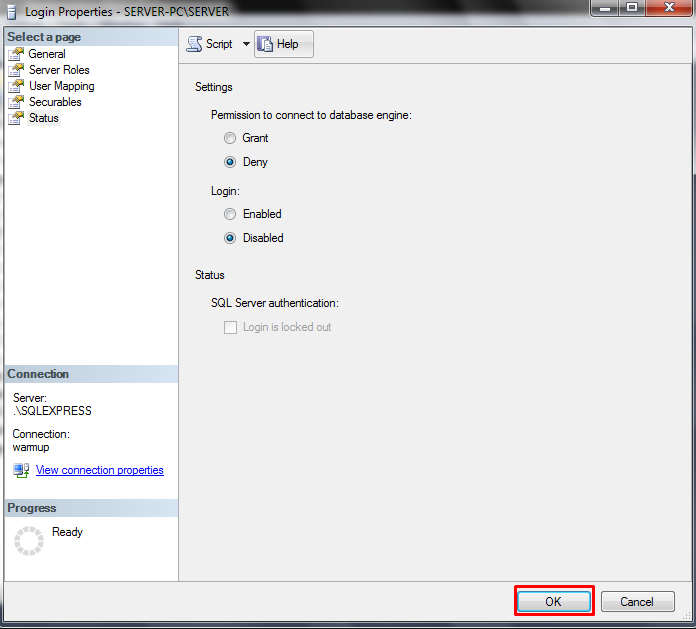 Login Properties - SERVER-PC\SERVER
Select a page
General
Server Roles
User Mapping
Securables
Status
Script
Help
Settings
Permission to connect to database engine:
Grant
Deny
Login:
Enabled
Disabled
Status
SQL Server authentication:
Login is locked out
Connection
Server:
.\SQLEXPRESS
Connection:
warmup
View connection properties
Progress
Ready
OK
Cancel